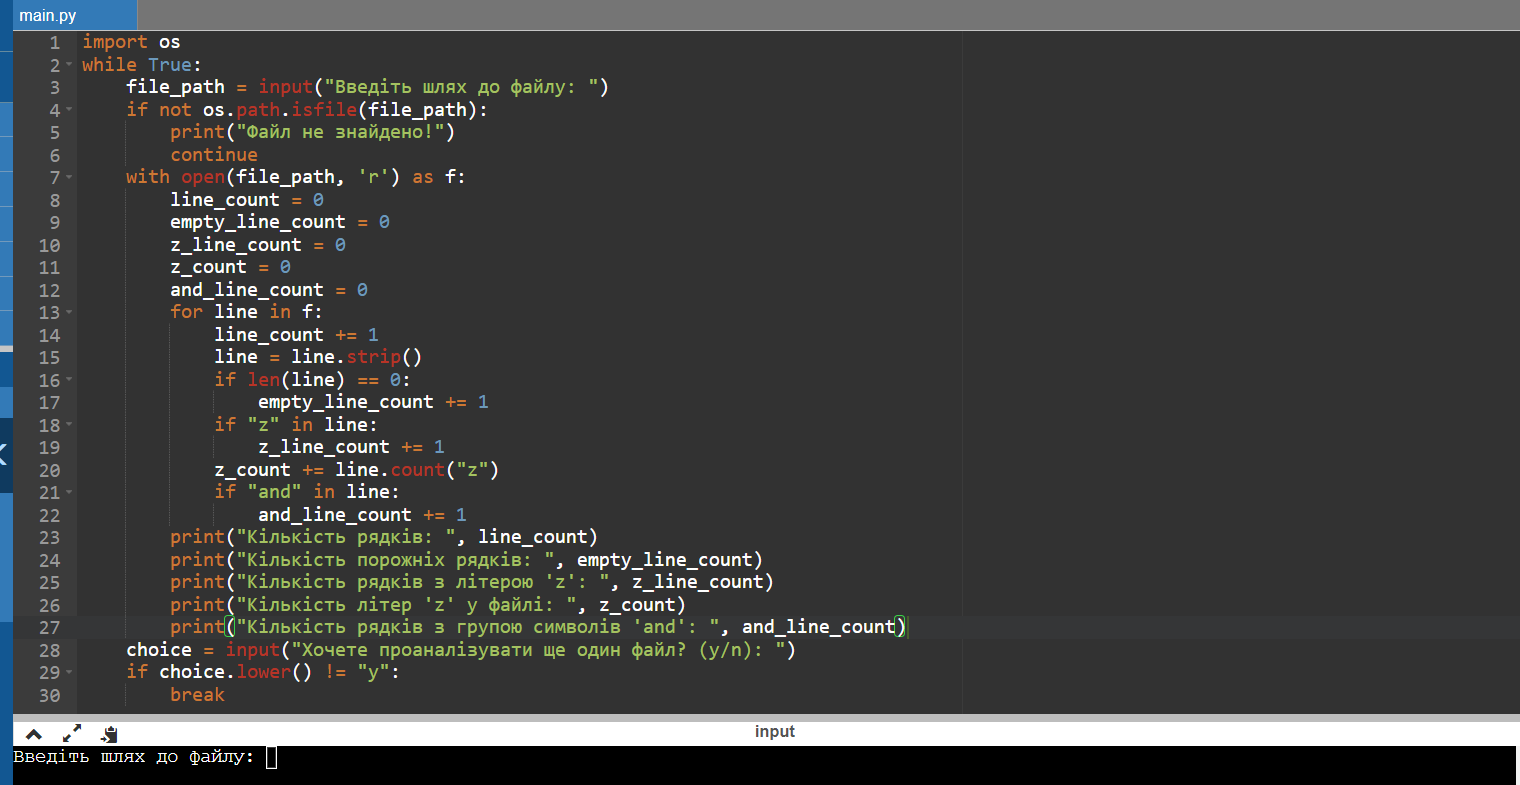 main.py
1 import os
2 while True:
3     file_path = input("Введіть шлях до файлу: ")
4     if not os.path.isfile(file_path):
5         print("Файл не знайдено!")
6         continue
7     with open(file_path, 'r') as f:
8         line_count = 0
9         empty_line_count = 0
10         z_line_count = 0
11         z_count = 0
12         and_line_count = 0
13         for line in f:
14             line_count += 1
15             line = line.strip()
16             if len(line) == 0:
17                 empty_line_count += 1
18             if "z" in line:
19                 z_line_count += 1
20             z_count += line.count("z")
21             if "and" in line:
22                 and_line_count += 1
23         print("Кількість рядків: ", line_count)
24         print("Кількість порожніх рядків: ", empty_line_count)
25         print("Кількість рядків з літерою 'z': ", z_line_count)
26         print("Кількість літер 'z' у файлі: ", z_count)
27         print("Кількість рядків з групою символів 'and': ", and_line_count)
28     choice = input("Хочете проаналізувати ще один файл? (y/n): ")
29     if choice.lower() != "y":
30         break
input
Введіть шлях до файлу: